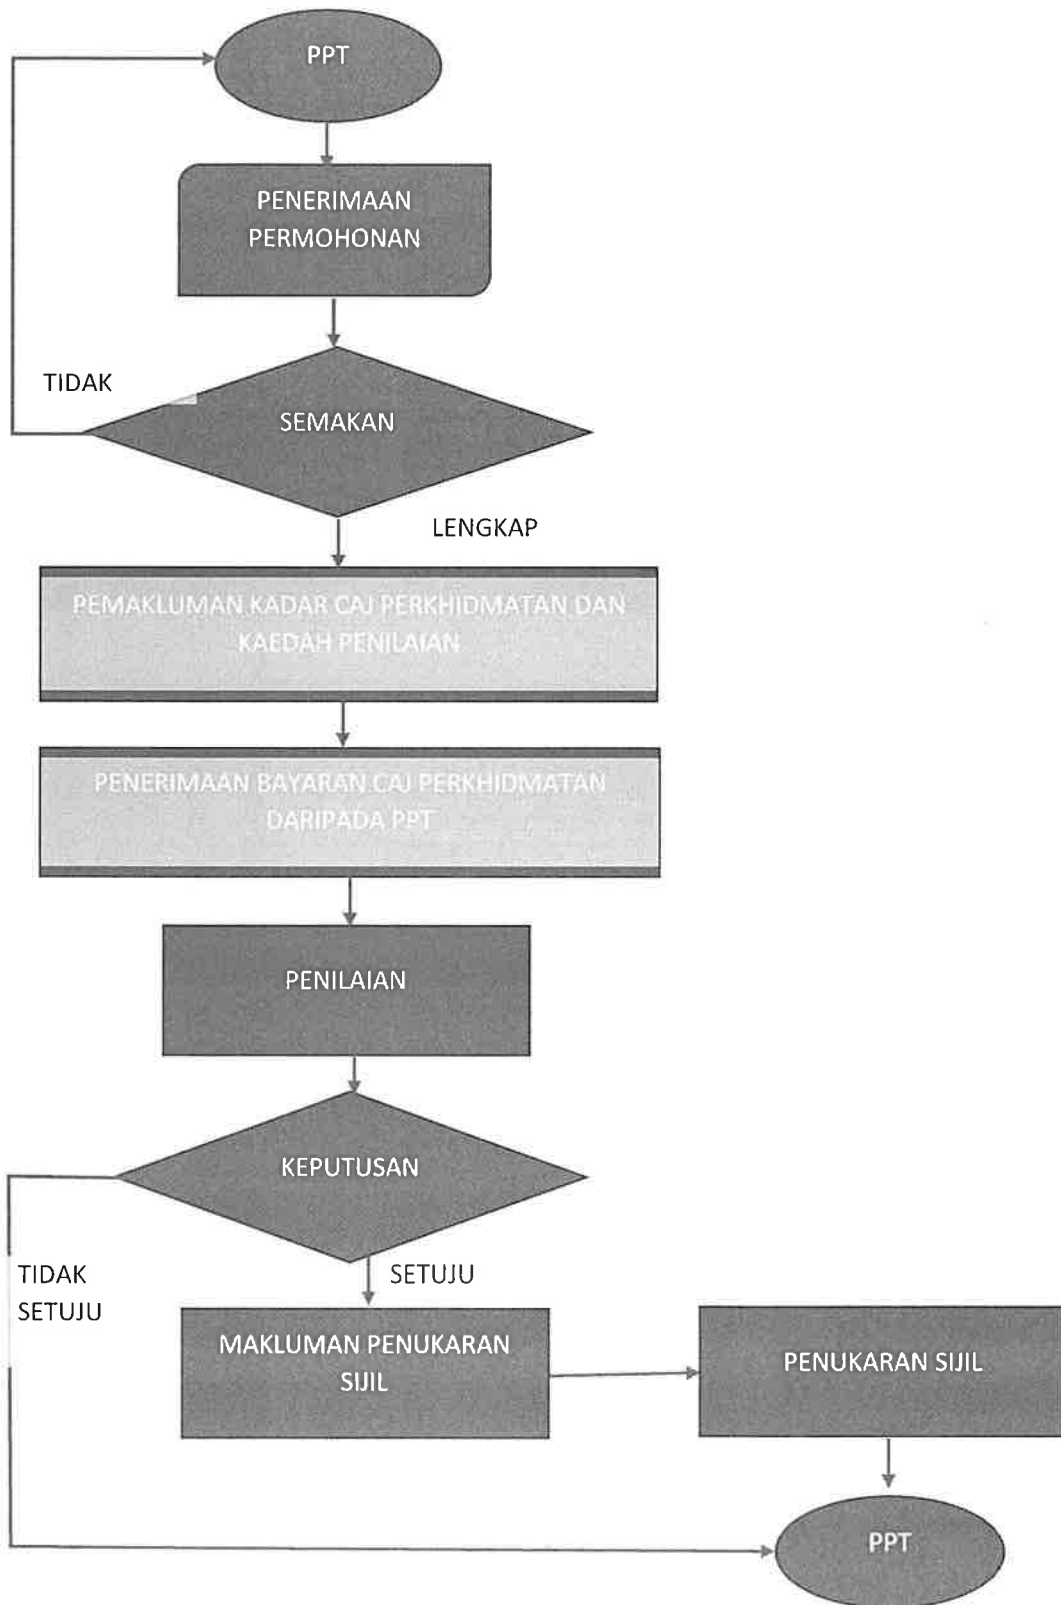 PPT
PENERIMAAN
PERMOHONAN
TIDAK
SEMAKAN
LENGKAP
PEMAKLUMAN KADAR CAJ PERKHIDMATAN DAN
KAEDAH PENILAIAN
PENERIMAAN BAYARAN CAJ PERKHIDMATAN
DARIPADA PPT
PENILAIAN
KEPUTUSAN
TIDAK
SETUJU
SETUJU
MAKLUMAN PENUKARAN
SIJIL
PENUKARAN SIJIL
PPT